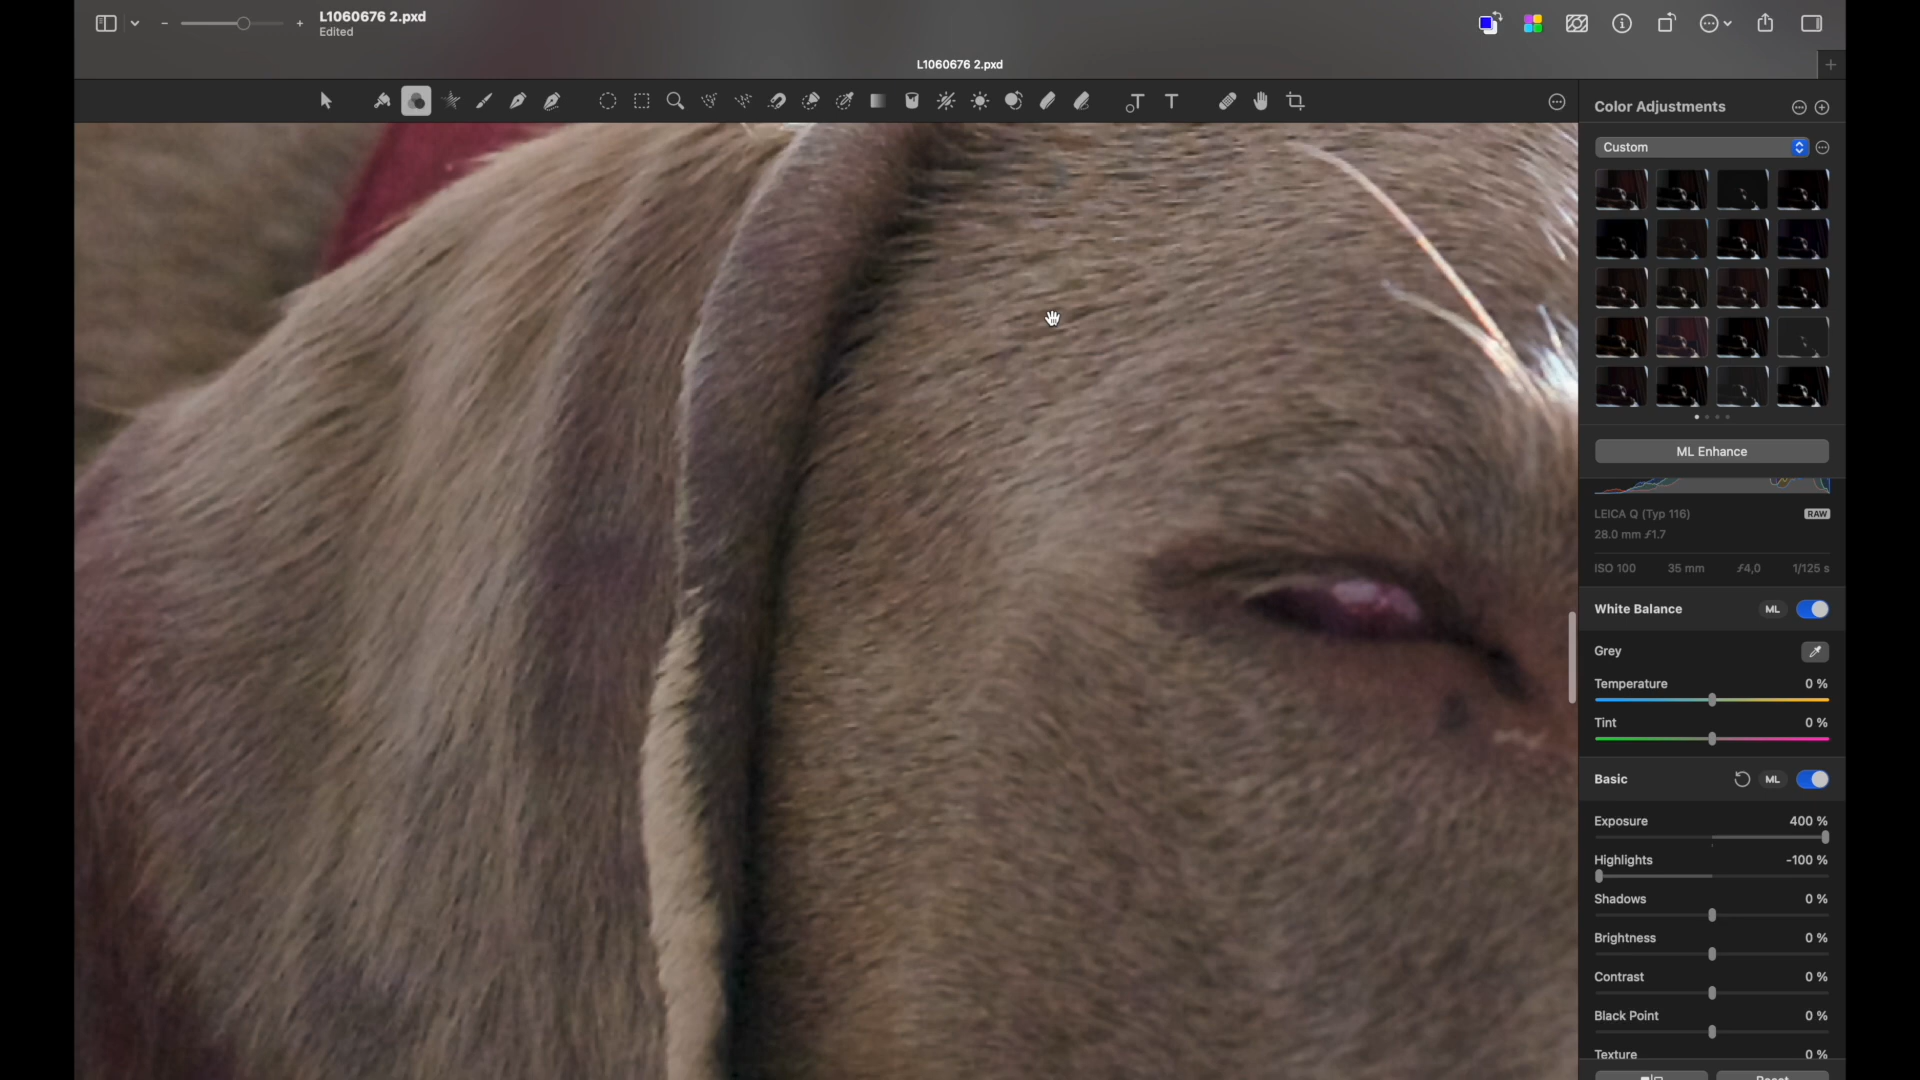 L1060676 2.pxd
Edited
L1060676 2.pxd
Color Adjustments
Custom
ML Enhance
LEICA Q (Typ 116) RAW
28.0 mm ƒ1.7
ISO 100 35 mm ƒ4,0 1/125 s
White Balance ML
Grey
Temperature 0 %
Tint 0 %
Basic ML
Exposure 400 %
Highlights -100 %
Shadows 0 %
Brightness 0 %
Contrast 0 %
Black Point 0 %
Texture 0 %